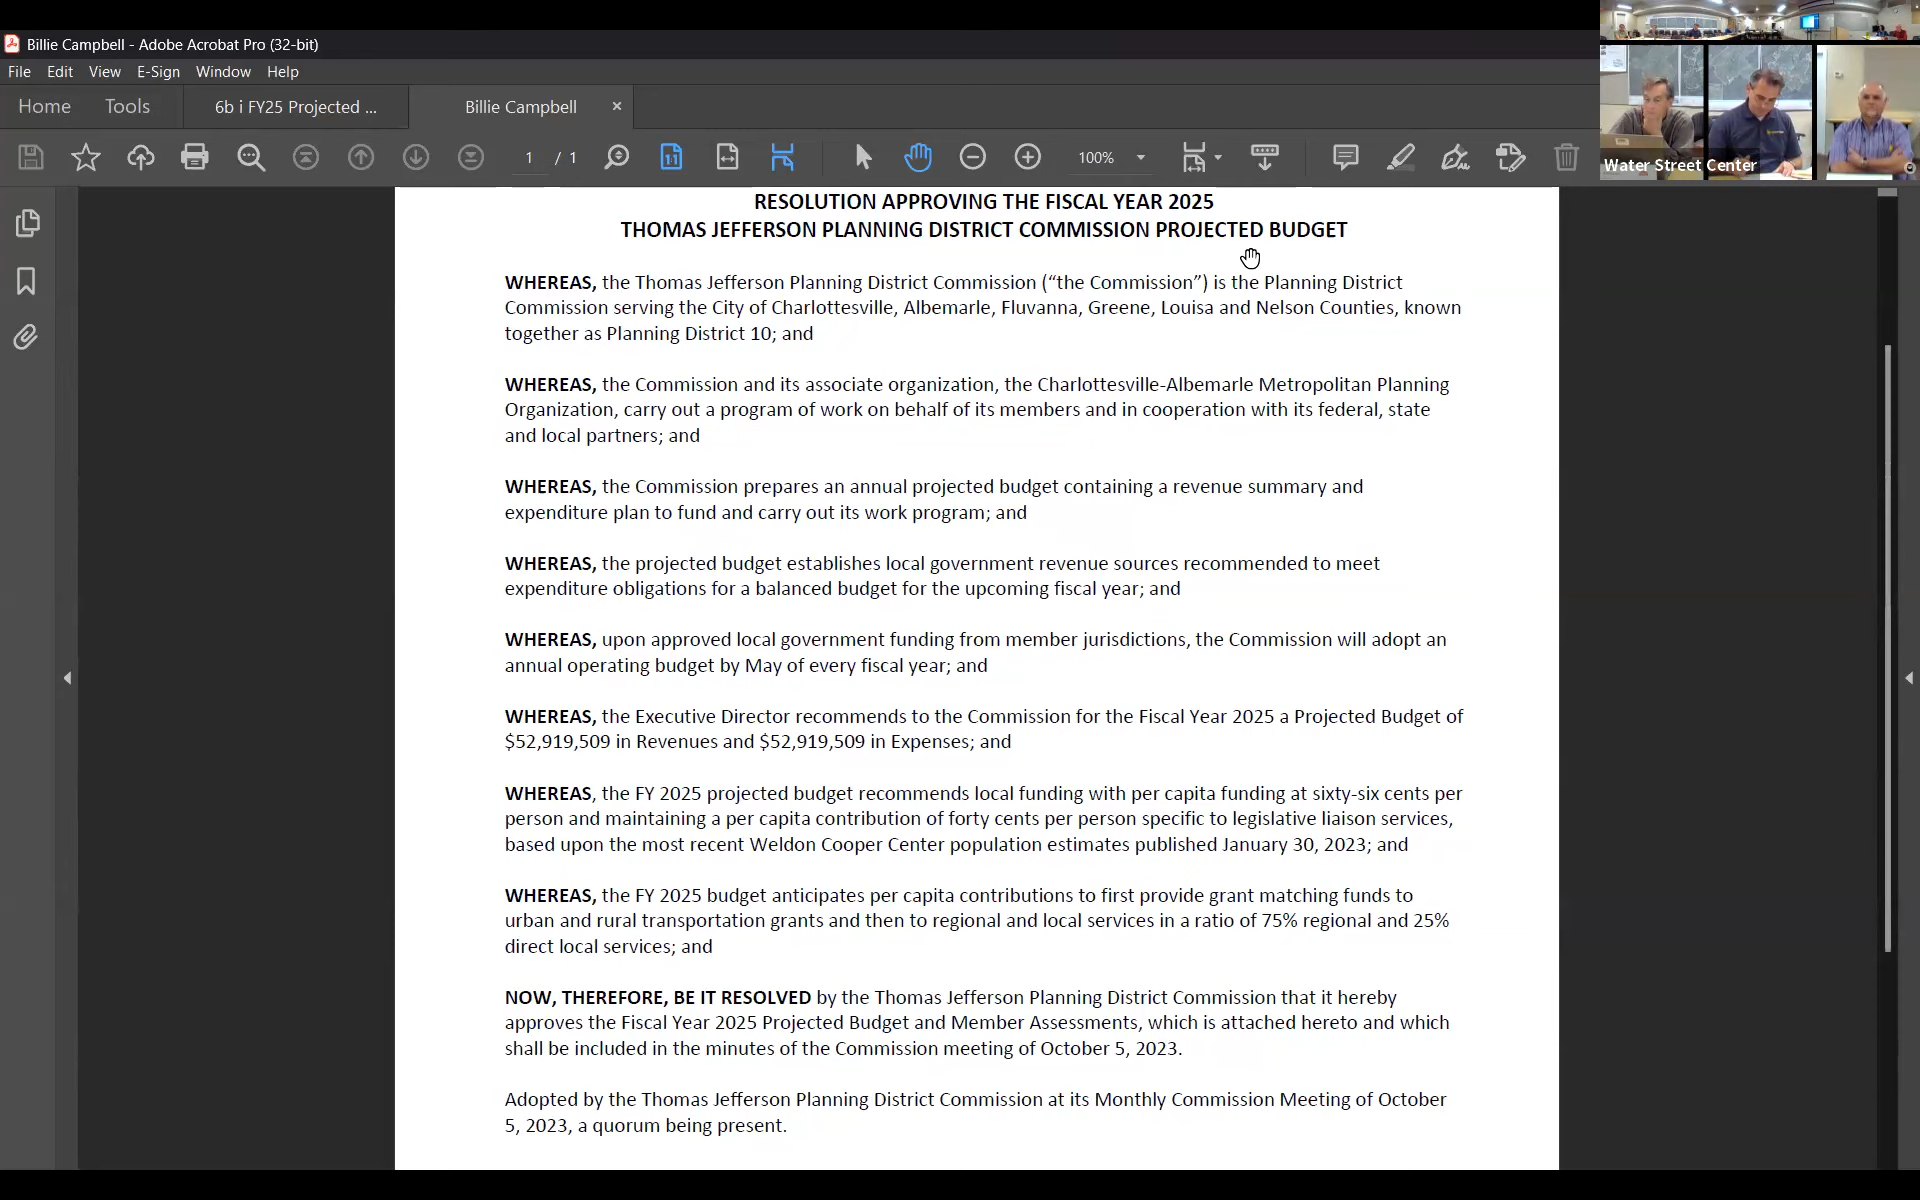 Billie Campbell - Adobe Acrobat Pro (32-bit)
File Edit View E-Sign Window Help
Home Tools 6b i FY25 Projected ... Billie Campbell ×
1 / 1 100%
Water Street Center
RESOLUTION APPROVING THE FISCAL YEAR 2025
THOMAS JEFFERSON PLANNING DISTRICT COMMISSION PROJECTED BUDGET
WHEREAS, the Thomas Jefferson Planning District Commission (“the Commission”) is the Planning District
Commission serving the City of Charlottesville, Albemarle, Fluvanna, Greene, Louisa and Nelson Counties, known
together as Planning District 10; and
WHEREAS, the Commission and its associate organization, the Charlottesville-Albemarle Metropolitan Planning
Organization, carry out a program of work on behalf of its members and in cooperation with its federal, state
and local partners; and
WHEREAS, the Commission prepares an annual projected budget containing a revenue summary and
expenditure plan to fund and carry out its work program; and
WHEREAS, the projected budget establishes local government revenue sources recommended to meet
expenditure obligations for a balanced budget for the upcoming fiscal year; and
WHEREAS, upon approved local government funding from member jurisdictions, the Commission will adopt an
annual operating budget by May of every fiscal year; and
WHEREAS, the Executive Director recommends to the Commission for the Fiscal Year 2025 a Projected Budget of
$52,919,509 in Revenues and $52,919,509 in Expenses; and
WHEREAS, the FY 2025 projected budget recommends local funding with per capita funding at sixty-six cents per
person and maintaining a per capita contribution of forty cents per person specific to legislative liaison services,
based upon the most recent Weldon Cooper Center population estimates published January 30, 2023; and
WHEREAS, the FY 2025 budget anticipates per capita contributions to first provide grant matching funds to
urban and rural transportation grants and then to regional and local services in a ratio of 75% regional and 25%
direct local services; and
NOW, THEREFORE, BE IT RESOLVED by the Thomas Jefferson Planning District Commission that it hereby
approves the Fiscal Year 2025 Projected Budget and Member Assessments, which is attached hereto and which
shall be included in the minutes of the Commission meeting of October 5, 2023.
Adopted by the Thomas Jefferson Planning District Commission at its Monthly Commission Meeting of October
5, 2023, a quorum being present.